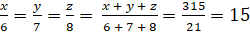 x/6 = y/7 = z/8 = (x + y + z)/(6 + 7 + 8) = 315/21 = 15